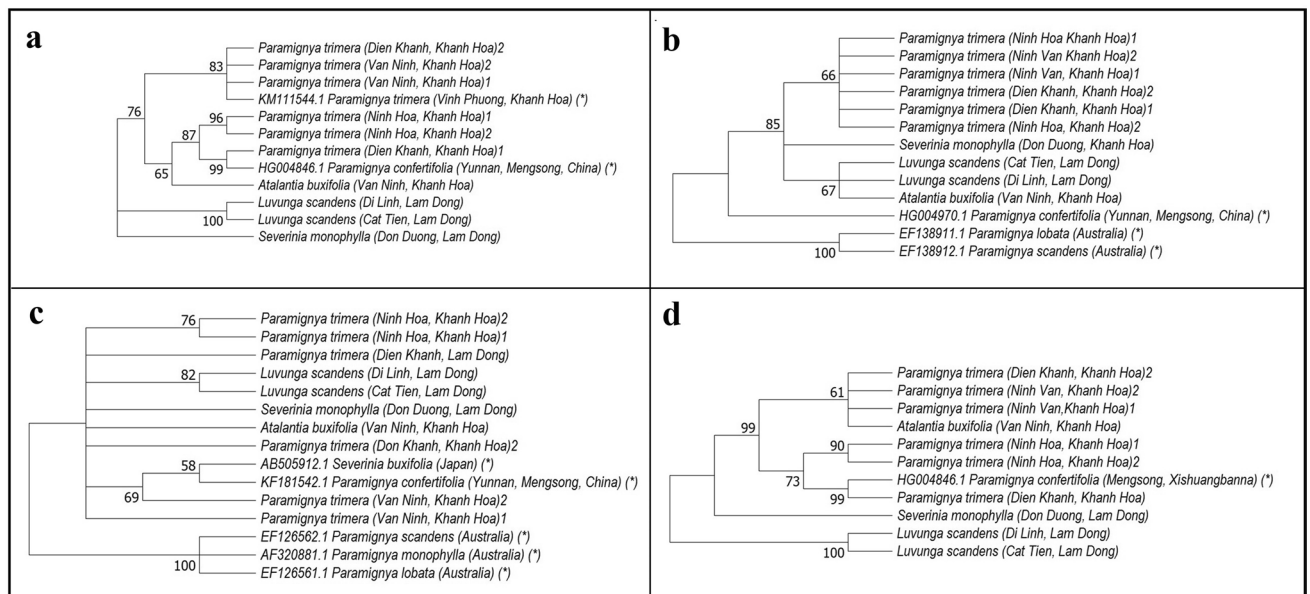 a
Paramignya trimera (Dien Khanh, Khanh Hoa)2
Paramignya trimera (Van Ninh, Khanh Hoa)2
83
Paramignya trimera (Van Ninh, Khanh Hoa)1
KM111544.1 Paramignya trimera (Vinh Phuong, Khanh Hoa) (*)
76
96
Paramignya trimera (Ninh Hoa, Khanh Hoa)1
Paramignya trimera (Ninh Hoa, Khanh Hoa)2
87
Paramignya trimera (Dien Khanh, Khanh Hoa)1
99
HG004846.1 Paramignya confertifolia (Yunnan, Mengsong, China) (*)
65
Atalantia buxifolia (Van Ninh, Khanh Hoa)
Luvunga scandens (Di Linh, Lam Dong)
100
Luvunga scandens (Cat Tien, Lam Dong)
Severinia monophylla (Don Duong, Lam Dong)
b
Paramignya trimera (Ninh Hoa Khanh Hoa)1
Paramignya trimera (Ninh Van Khanh Hoa)2
66
Paramignya trimera (Ninh Van, Khanh Hoa)1
Paramignya trimera (Dien Khanh, Khanh Hoa)2
Paramignya trimera (Dien Khanh, Khanh Hoa)1
85
Paramignya trimera (Ninh Hoa, Khanh Hoa)2
Severinia monophylla (Don Duong, Khanh Hoa)
Luvunga scandens (Cat Tien, Lam Dong)
Luvunga scandens (Di Linh, Lam Dong)
67
Atalantia buxifolia (Van Ninh, Khanh Hoa)
HG004970.1 Paramignya confertifolia (Yunnan, Mengsong, China) (*)
EF138911.1 Paramignya lobata (Australia) (*)
100
EF138912.1 Paramignya scandens (Australia) (*)
c
76
Paramignya trimera (Ninh Hoa, Khanh Hoa)2
Paramignya trimera (Ninh Hoa, Khanh Hoa)1
Paramignya trimera (Dien Khanh, Lam Dong)
82
Luvunga scandens (Di Linh, Lam Dong)
Luvunga scandens (Cat Tien, Lam Dong)
Severinia monophylla (Don Duong, Lam Dong)
Atalantia buxifolia (Van Ninh, Khanh Hoa)
Paramignya trimera (Don Khanh, Khanh Hoa)2
58
AB505912.1 Severinia buxifolia (Japan) (*)
KF181542.1 Paramignya confertifolia (Yunnan, Mengsong, China) (*)
69
Paramignya trimera (Van Ninh, Khanh Hoa)2
Paramignya trimera (Van Ninh, Khanh Hoa)1
EF126562.1 Paramignya scandens (Australia) (*)
AF320881.1 Paramignya monophylla (Australia) (*)
100
EF126561.1 Paramignya lobata (Australia) (*)
d
Paramignya trimera (Dien Khanh, Khanh Hoa)2
61
Paramignya trimera (Ninh Van, Khanh Hoa)2
Paramignya trimera (Ninh Van,Khanh Hoa)1
99
Atalantia buxifolia (Van Ninh, Khanh Hoa)
90
Paramignya trimera (Ninh Hoa, Khanh Hoa)1
Paramignya trimera (Ninh Hoa, Khanh Hoa)2
73
HG004846.1 Paramignya confertifolia (Mengsong, Xishuangbanna) (*)
99
Paramignya trimera (Dien Khanh, Khanh Hoa)
Severinia monophylla (Don Duong, Lam Dong)
Luvunga scandens (Di Linh, Lam Dong)
100
Luvunga scandens (Cat Tien, Lam Dong)